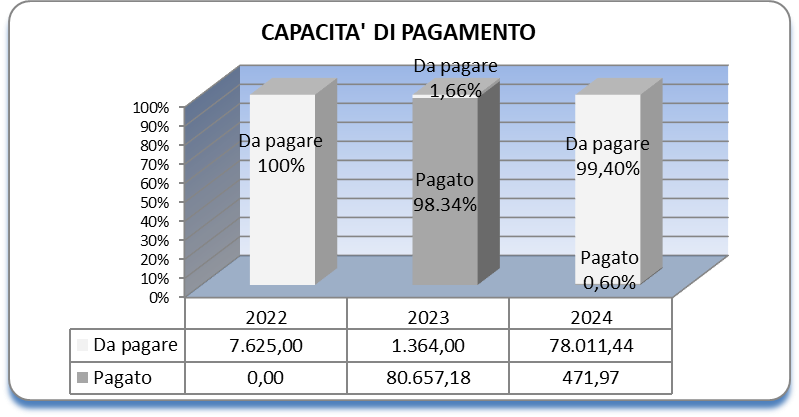 CAPACITA' DI PAGAMENTO
Da pagare
1,66%
100%
90%
80%
70%
60%
50%
40%
30%
20%
10%
0%
Da pagare
100%
Pagato
98.34%
Da pagare
99,40%
Pagato
0,60%
2022 2023 2024
Da pagare 7.625,00 1.364,00 78.011,44
Pagato 0,00 80.657,18 471,97